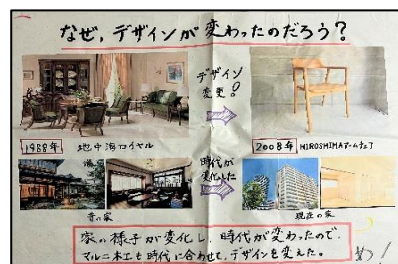 なぜ,デザインが変わったのだろう?
デザイン
変更!
1988年 地中海ロイヤル
2008年 HIROSHIMAアームチェア
時代が
変化した
昔の家
現在の家
家の様子が変化し、時代が変わったので、
マルニ木工も時代に合わせて、デザインを変えた。